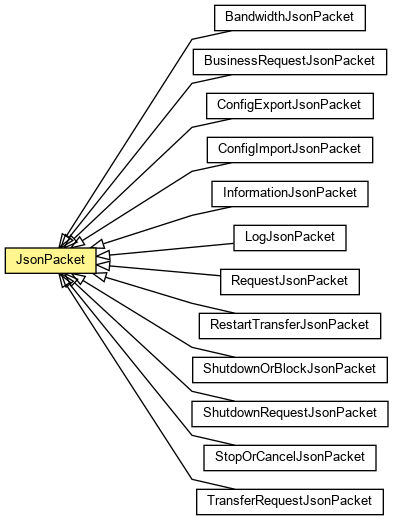 BandwidthJsonPacket
BusinessRequestJsonPacket
ConfigExportJsonPacket
ConfigImportJsonPacket
InformationJsonPacket
LogJsonPacket
JsonPacket
RequestJsonPacket
RestartTransferJsonPacket
ShutdownOrBlockJsonPacket
ShutdownRequestJsonPacket
StopOrCancelJsonPacket
TransferRequestJsonPacket